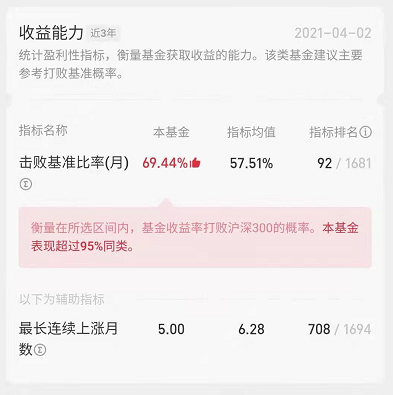 收益能力 近3年 2021-04-02
统计盈利性指标，衡量基金获取收益的能力。该类基金建议主要
参考打败基准概率。
指标名称 本基金 指标均值 指标排名
击败基准比率(月) 69.44% 57.51% 92 / 1681
衡量在所选区间内，基金收益率打败沪深300的概率。本基金
表现超过95%同类。
以下为辅助指标
最长连续上涨月 5.00 6.28 708 / 1694
数